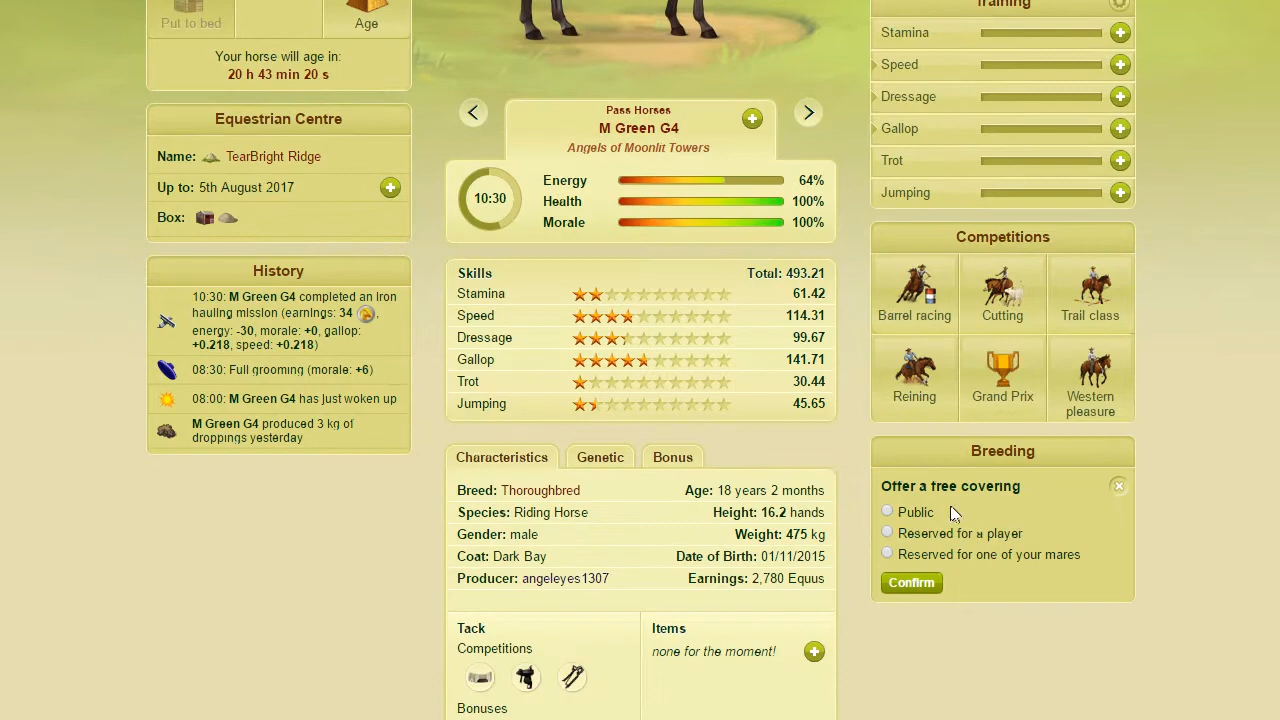 Put to bed
Age
Your horse will age in:
20 h 43 min 20 s
Equestrian Centre
Name: TearBright Ridge
Up to: 5th August 2017
Box:
History
10:30: M Green G4 completed an iron
hauling mission (earnings: 34 ,
energy: -30, morale: +0, gallop:
+0.218, speed: +0.218)
08:30: Full grooming (morale: +6)
08:00: M Green G4 has just woken up
M Green G4 produced 3 kg of
droppings yesterday
Pass Horses
M Green G4
Angels of Moonlit Towers
10:30
Energy 64%
Health 100%
Morale 100%
Skills Total: 493.21
Stamina 61.42
Speed 114.31
Dressage 99.67
Gallop 141.71
Trot 30.44
Jumping 45.65
Characteristics Genetic Bonus
Breed: Thoroughbred Age: 18 years 2 months
Species: Riding Horse Height: 16.2 hands
Gender: male Weight: 475 kg
Coat: Dark Bay Date of Birth: 01/11/2015
Producer: angeleyes1307 Earnings: 2,780 Equus
Tack
Competitions
Bonuses
Items
none for the moment!
Training
Stamina
Speed
Dressage
Gallop
Trot
Jumping
Competitions
Barrel racing Cutting Trail class
Reining Grand Prix Western
pleasure
Breeding
Offer a free covering
Public
Reserved for a player
Reserved for one of your mares
Confirm